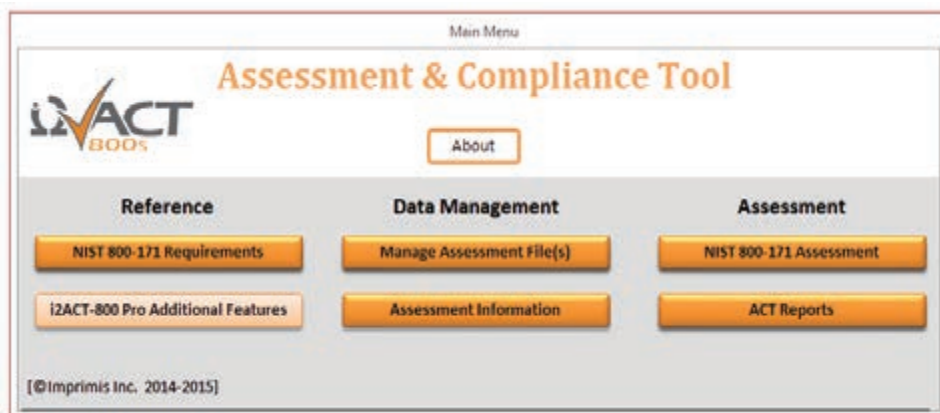 Main Menu
Assessment & Compliance Tool
i2ACT
800s
About
Reference
Data Management
Assessment
NIST 800-171 Requirements
Manage Assessment File(s)
NIST 800-171 Assessment
i2ACT-800 Pro Additional Features
Assessment Information
ACT Reports
[©Imprimis Inc. 2014-2015]